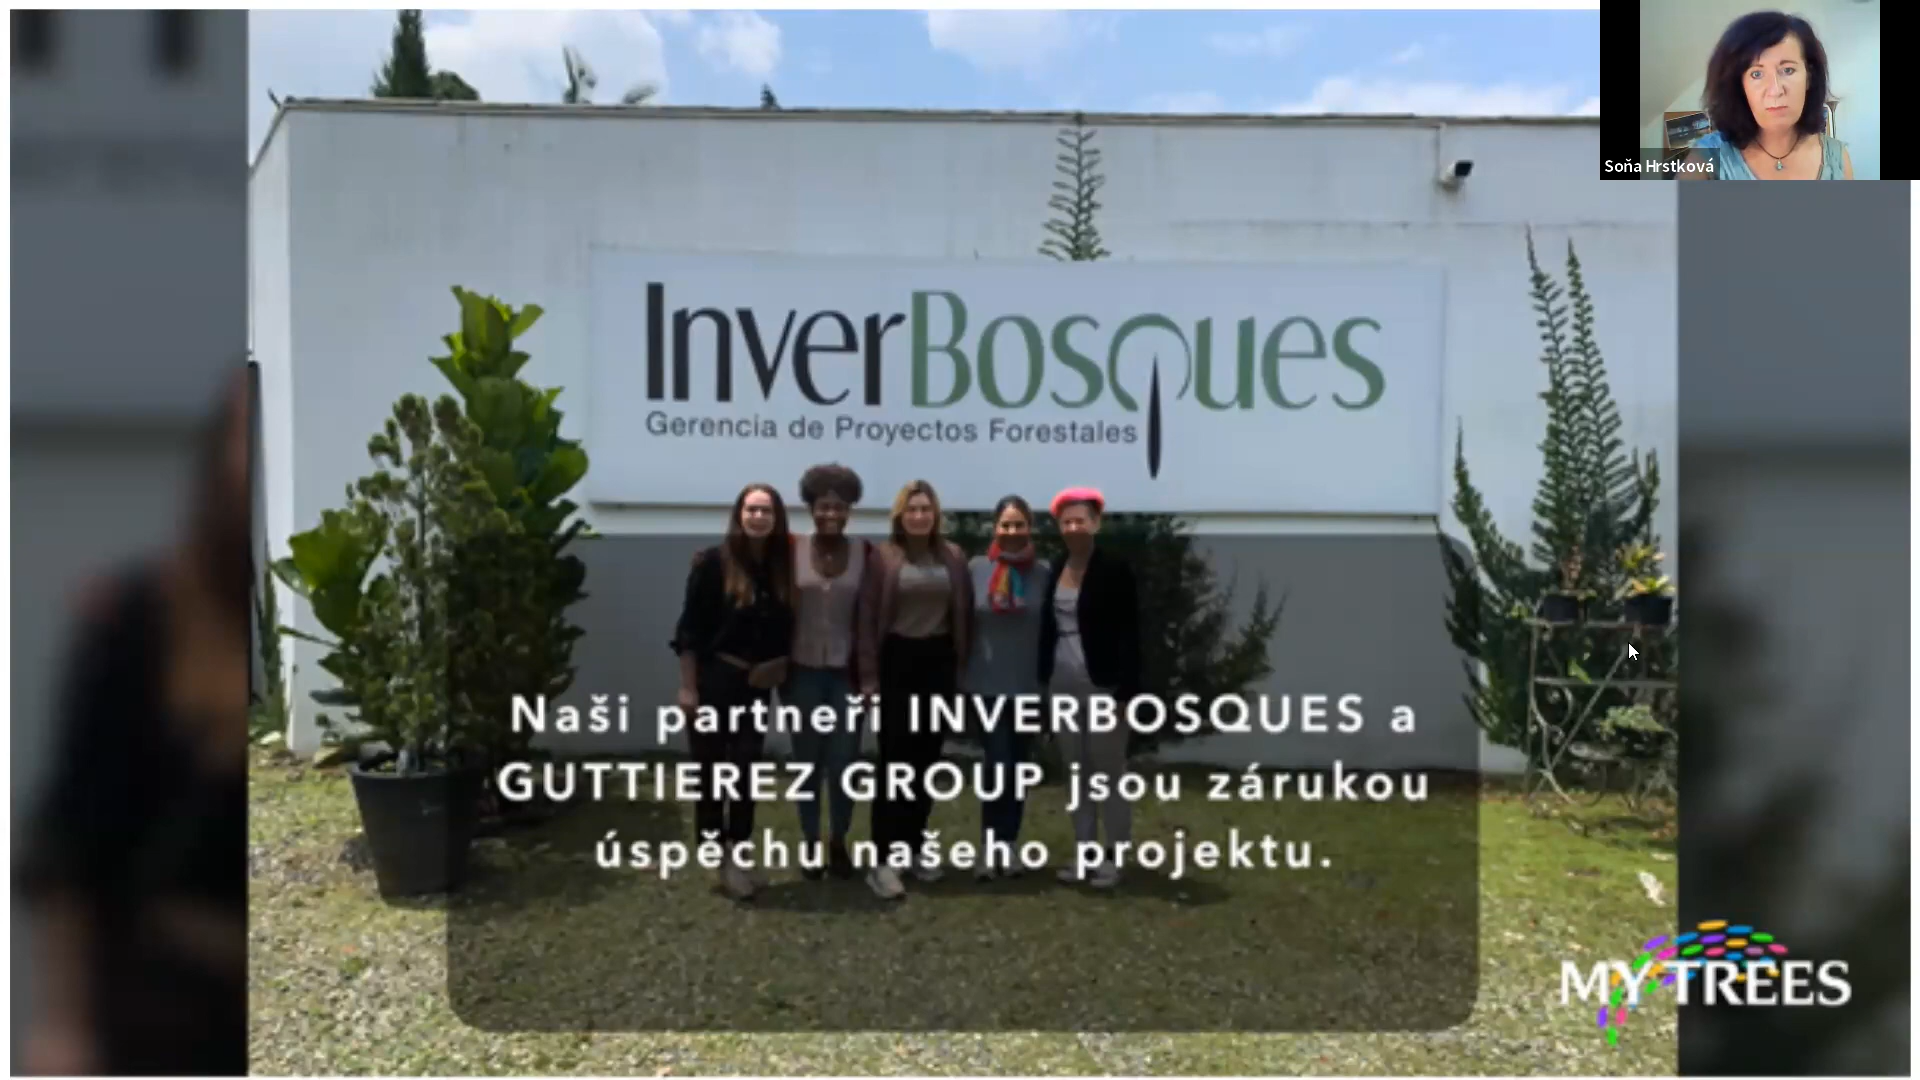 Soňa Hrstková
InverBosques
Gerencia de Proyectos Forestales
Naši partneři INVERBOSQUES a
GUTTIEREZ GROUP jsou zárukou
úspěchu našeho projektu.
MY TREES